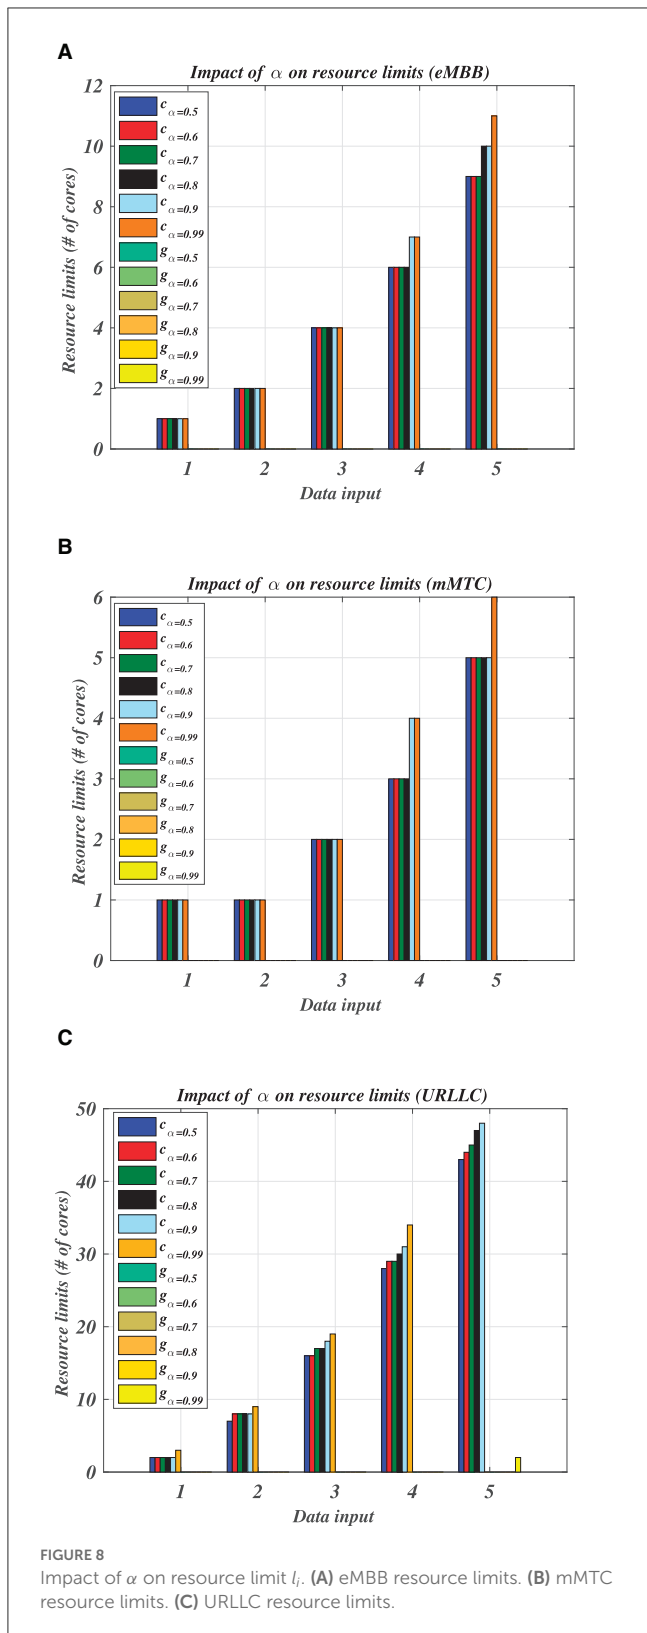 A
Impact of α on resource limits (eMBB)
12
10
8
6
4
2
0
Resource limits (# of cores)
c α=0.5
c α=0.6
c α=0.7
c α=0.8
c α=0.9
c α=0.99
g α=0.5
g α=0.6
g α=0.7
g α=0.8
g α=0.9
g α=0.99
1 2 3 4 5
Data input
B
Impact of α on resource limits (mMTC)
6
5
4
3
2
1
0
Resource limits (# of cores)
c α=0.5
c α=0.6
c α=0.7
c α=0.8
c α=0.9
c α=0.99
g α=0.5
g α=0.6
g α=0.7
g α=0.8
g α=0.9
g α=0.99
1 2 3 4 5
Data input
C
Impact of α on resource limits (URLLC)
50
40
30
20
10
0
Resource limits (# of cores)
c α=0.5
c α=0.6
c α=0.7
c α=0.8
c α=0.9
c α=0.99
g α=0.5
g α=0.6
g α=0.7
g α=0.8
g α=0.9
g α=0.99
1 2 3 4 5
Data input
FIGURE 8
Impact of α on resource limit lᵢ. (A) eMBB resource limits. (B) mMTC
resource limits. (C) URLLC resource limits.